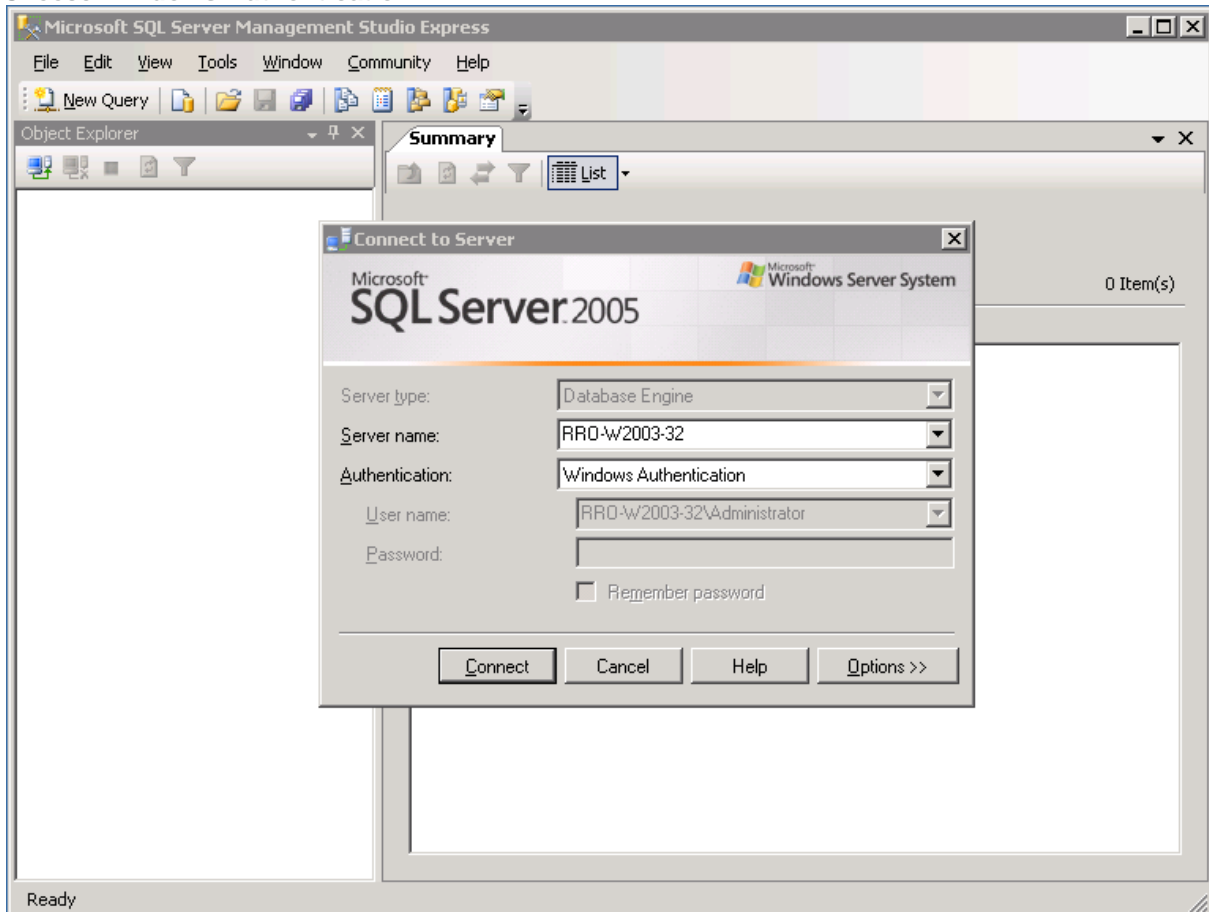 Microsoft SQL Server Management Studio Express
File Edit View Tools Window Community Help
New Query
Object Explorer
Summary
List
Connect to Server
Microsoft
SQL Server 2005
Microsoft
Windows Server System
0 Item(s)
Server type: Database Engine
Server name: RRO-W2003-32
Authentication: Windows Authentication
User name: RRO-W2003-32\Administrator
Password:
Remember password
Connect Cancel Help Options >>
Ready